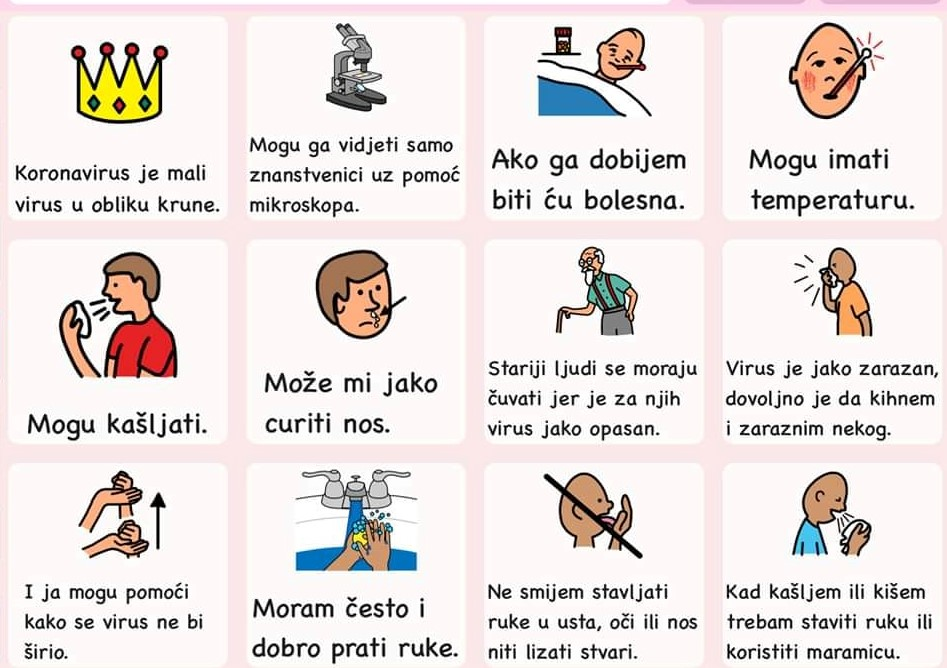 Koronavirus je mali
virus u obliku krune.
Mogu ga vidjeti samo
znanstvenici uz pomoć
mikroskopa.
Ako ga dobijem
biti ću bolesna.
Mogu imati
temperaturu.
Mogu kašljati.
Može mi jako
curiti nos.
Stariji ljudi se moraju
čuvati jer je za njih
virus jako opasan.
Virus je jako zarazan,
dovoljno je da kihnem
i zaraznim nekog.
I ja mogu pomoći
kako se virus ne bi
širio.
Moram često i
dobro prati ruke.
Ne smijem stavljati
ruke u usta, oči ili nos
niti lizati stvari.
Kad kašljem ili kišem
trebam staviti ruku ili
koristiti maramicu.